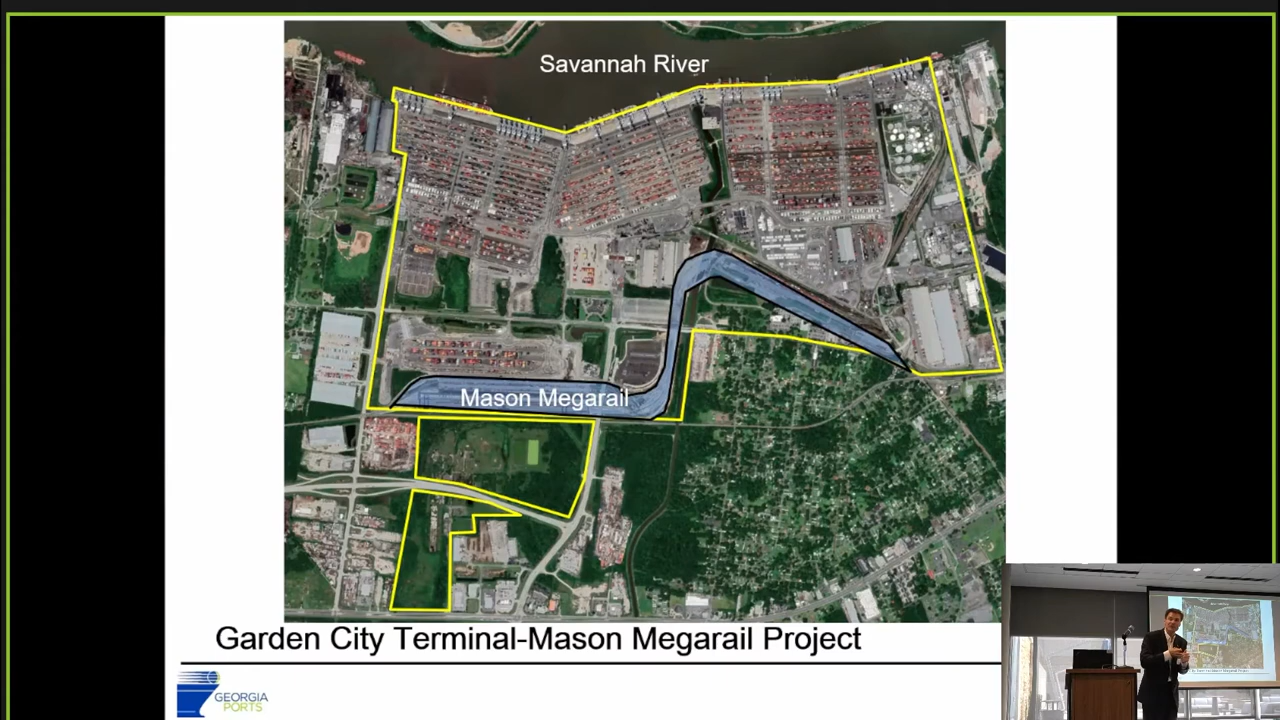 Savannah River
Mason Megarail
Garden City Terminal-Mason Megarail Project
GEORGIA
PORTS